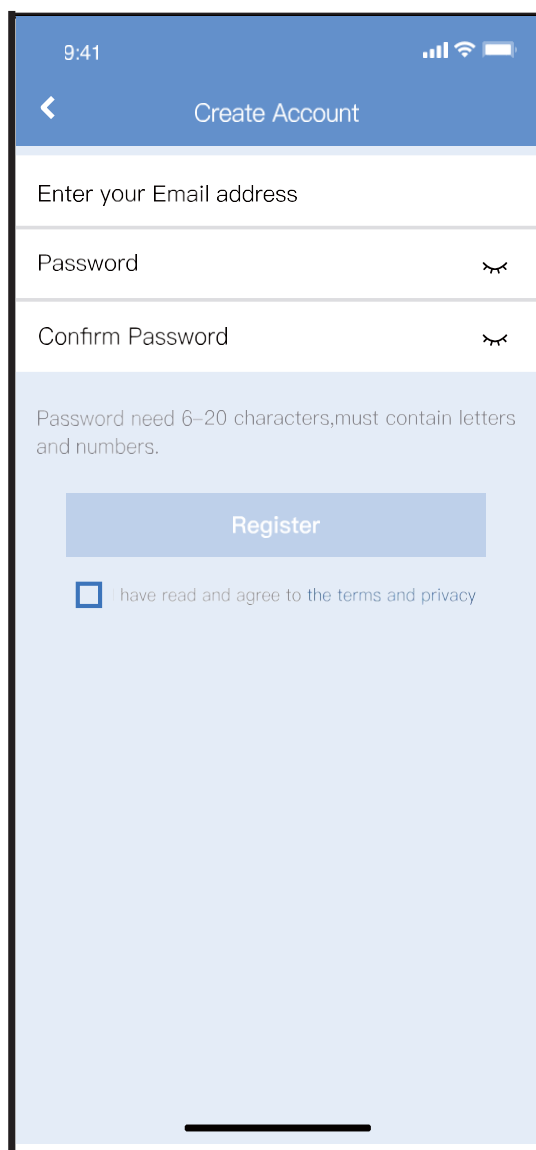 9:41
Create Account
Enter your Email address
Password
Confirm Password
Password need 6-20 characters,must contain letters
and numbers.
Register
I have read and agree to the terms and privacy